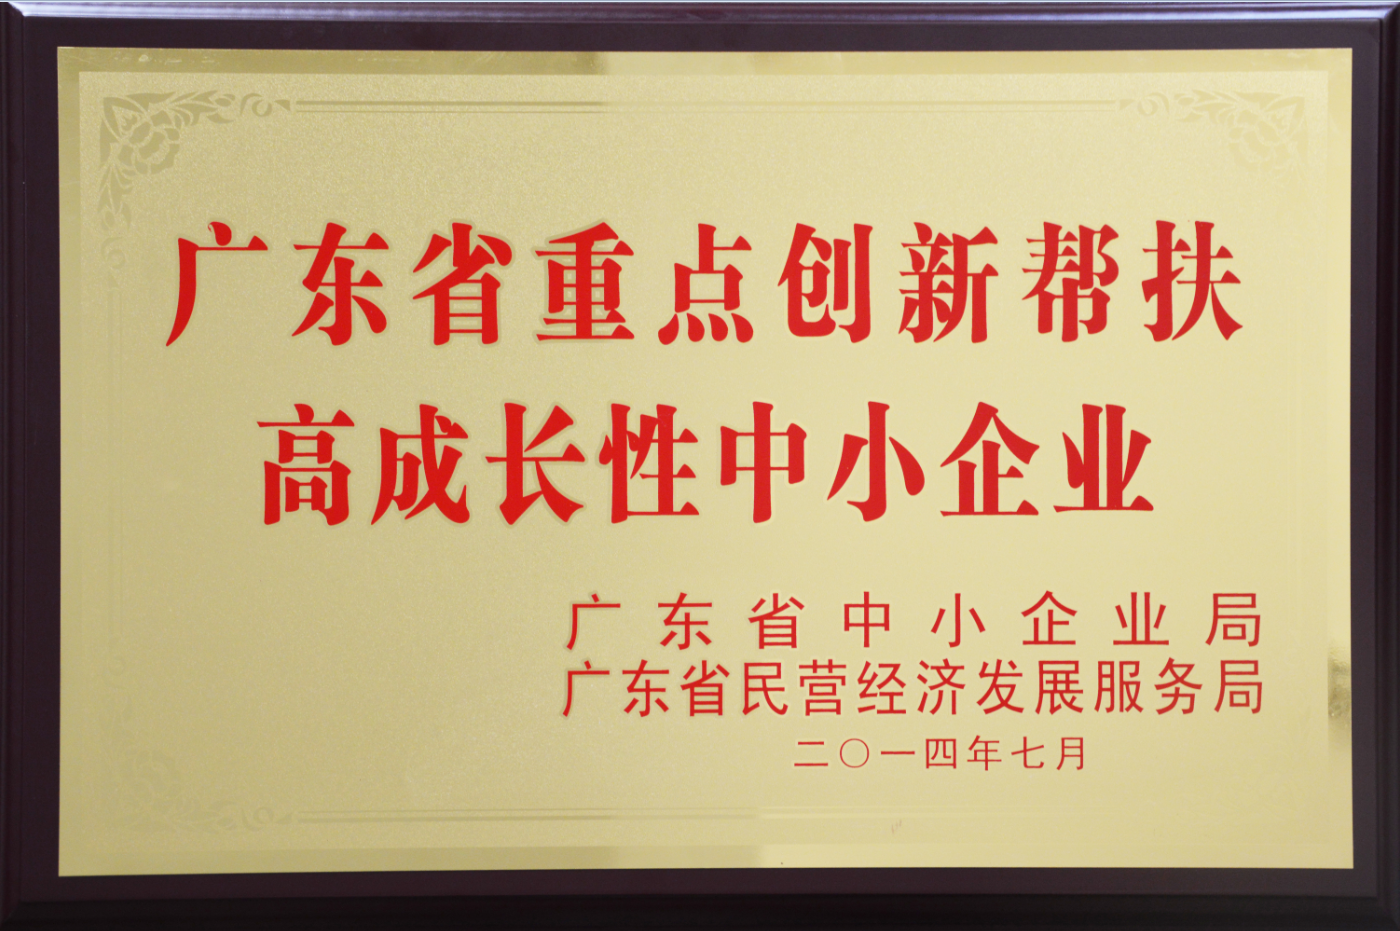 广东省重点创新帮扶
高成长性中小企业
广东省中小企业局
广东省民营经济发展服务局
二〇一四年七月